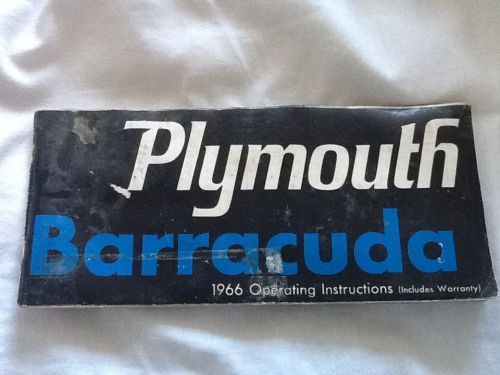 Plymouth
Barracuda
1966 Operating Instructions (Includes Warranty)